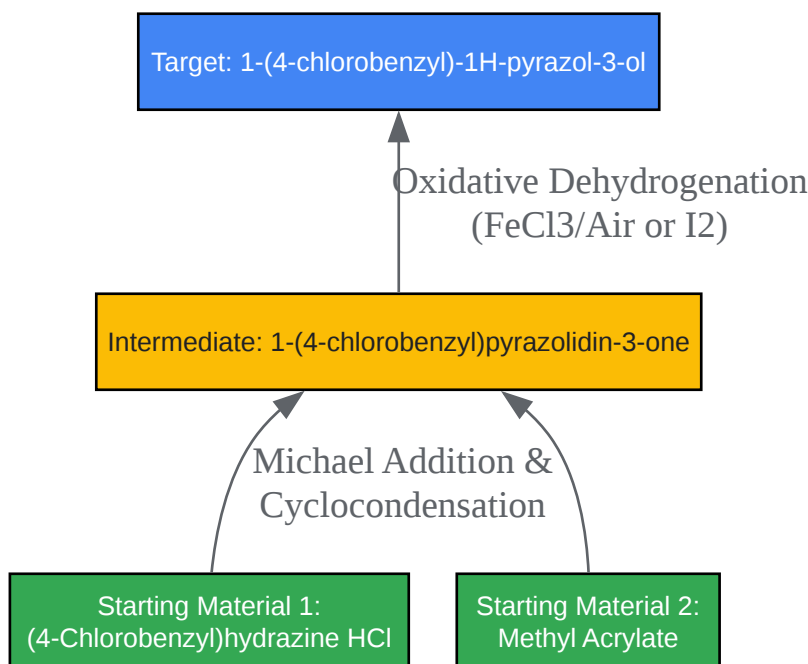 Target: 1-(4-chlorobenzyl)-1H-pyrazol-3-ol
Oxidative Dehydrogenation
(FeCl3/Air or I2)
Intermediate: 1-(4-chlorobenzyl)pyrazolidin-3-one
Michael Addition &
Cyclocondensation
Starting Material 1:
(4-Chlorobenzyl)hydrazine HCl
Starting Material 2:
Methyl Acrylate